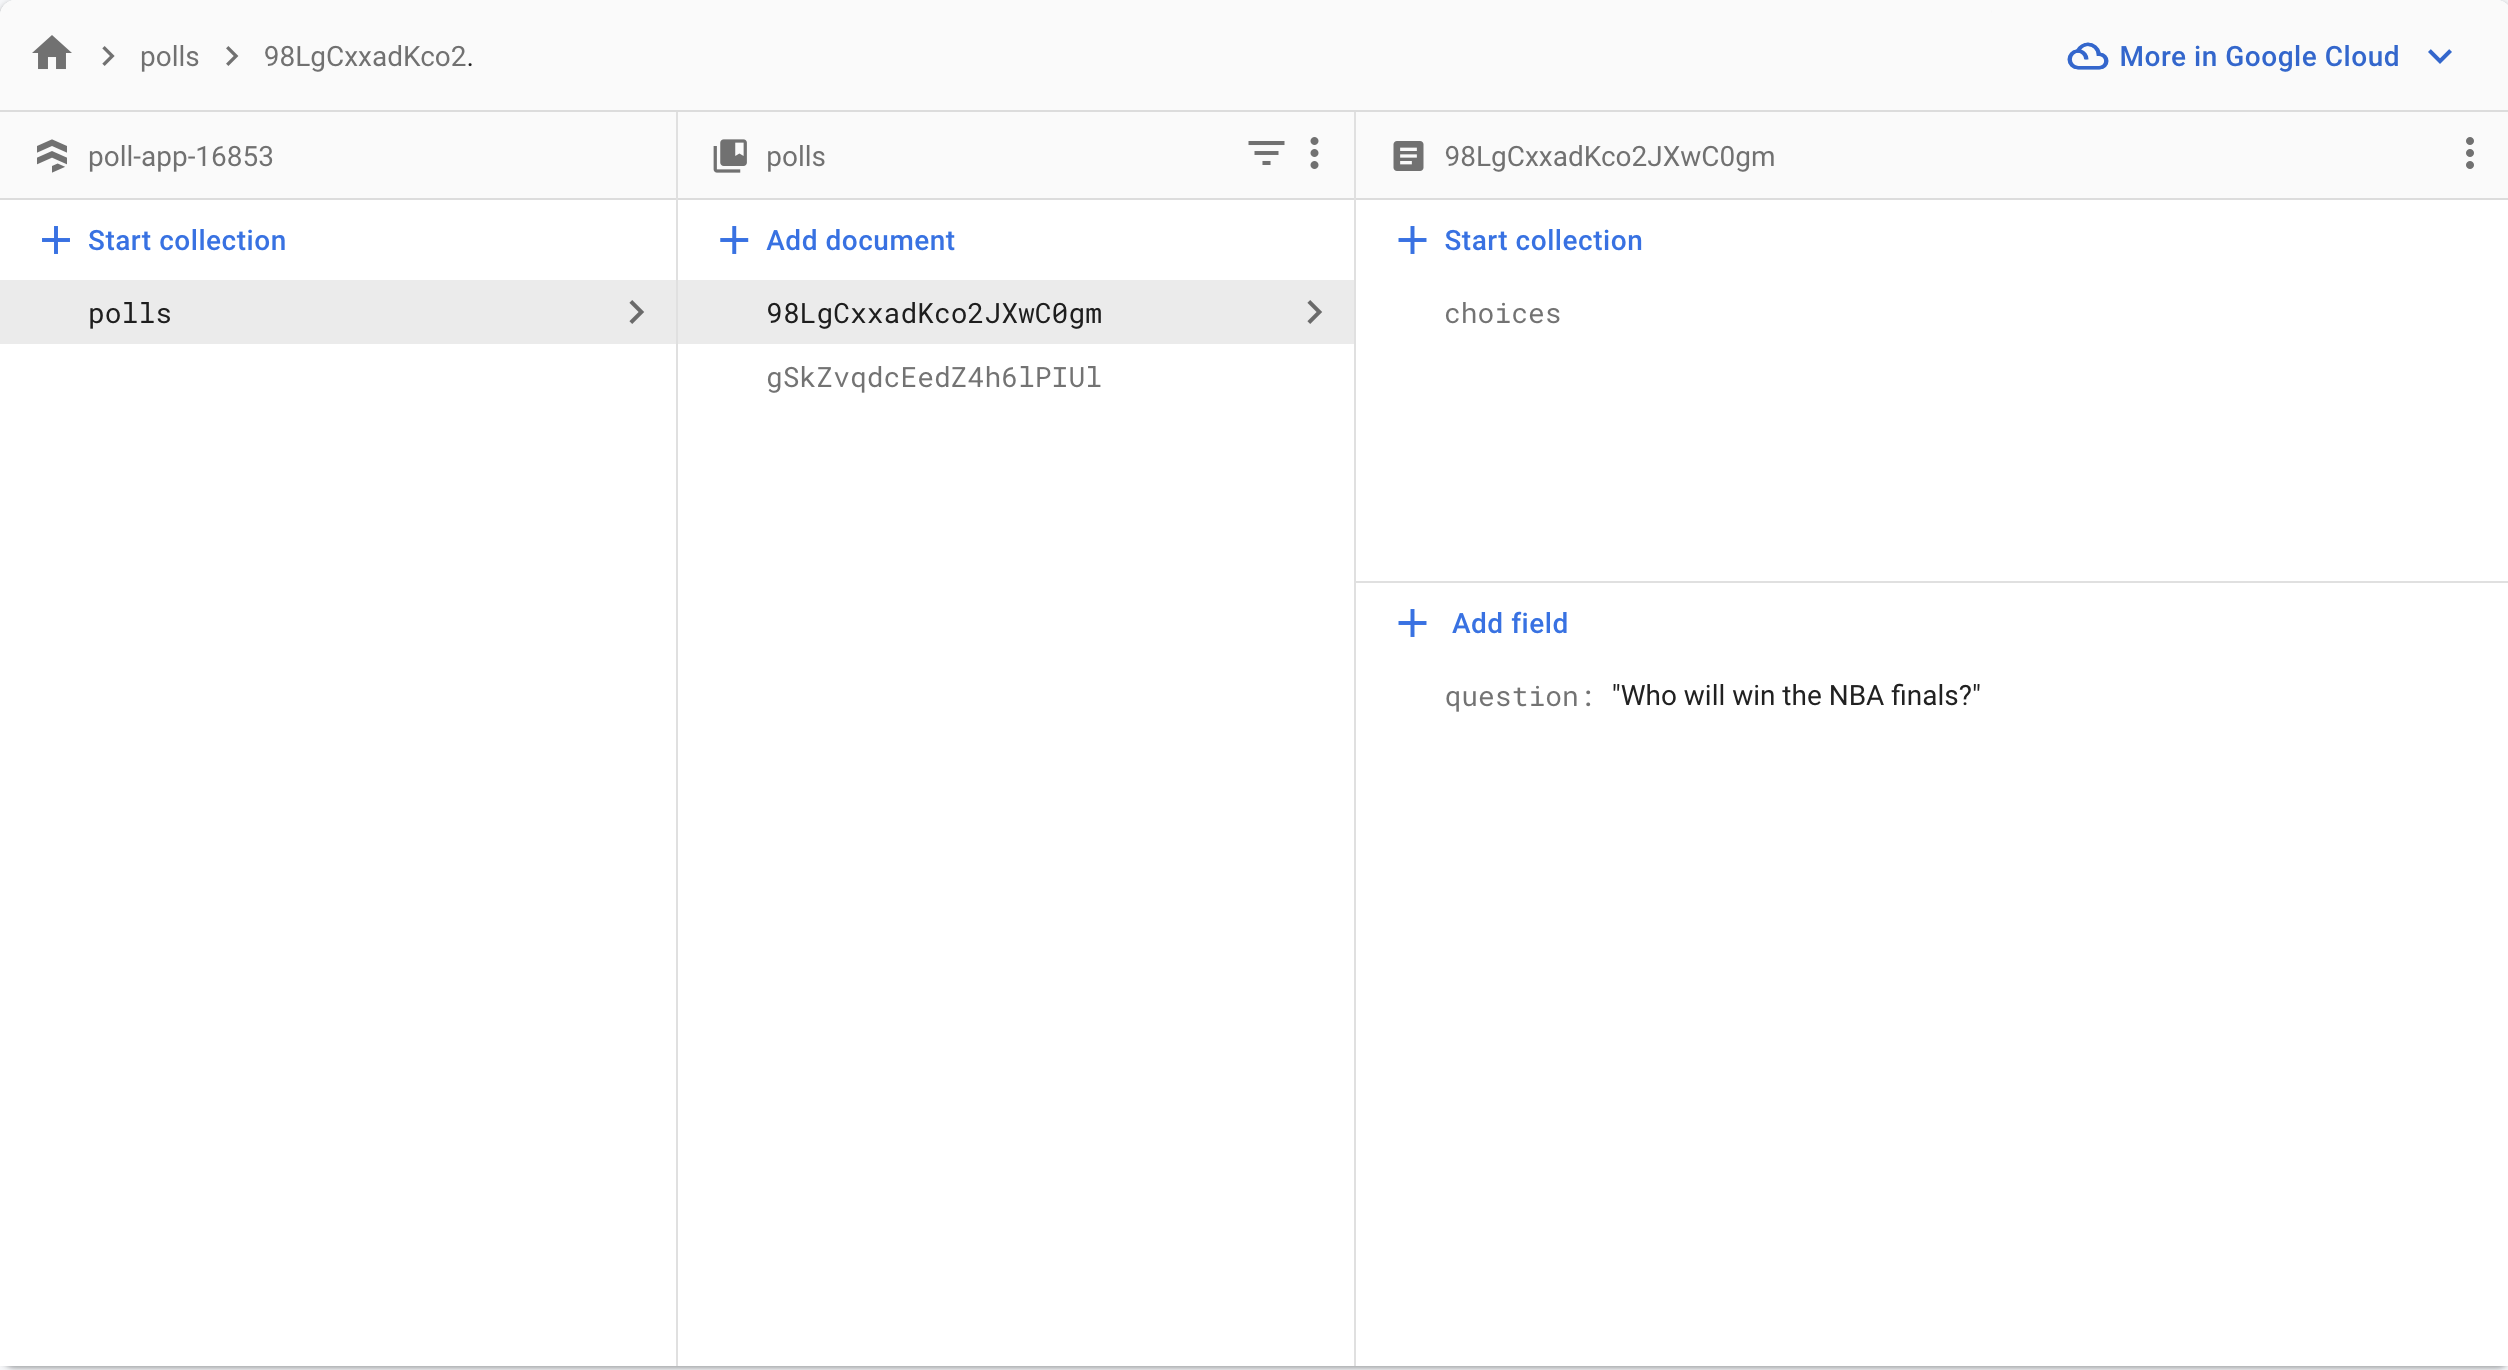 polls
98LgCxxadKco2.
More in Google Cloud
poll-app-16853
Start collection
polls
polls
Add document
98LgCxxadKco2JXwC0gm
gSkZvqdcEedZ4h6lPIUl
98LgCxxadKco2JXwC0gm
Start collection
choices
Add field
question: "Who will win the NBA finals?"